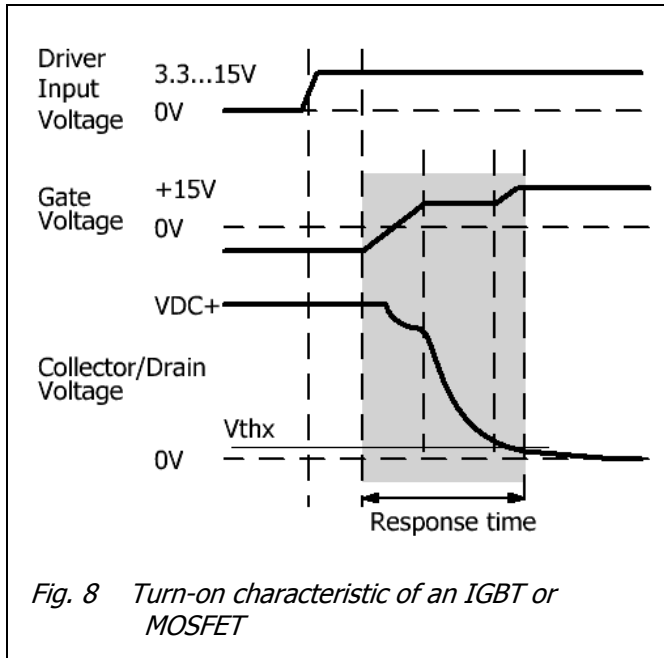 Driver
Input
Voltage
3.3...15V
0V
Gate
Voltage
+15V
0V
VDC+
Collector/Drain
Voltage
Vthx
0V
Response time
Fig. 8 Turn-on characteristic of an IGBT or
MOSFET